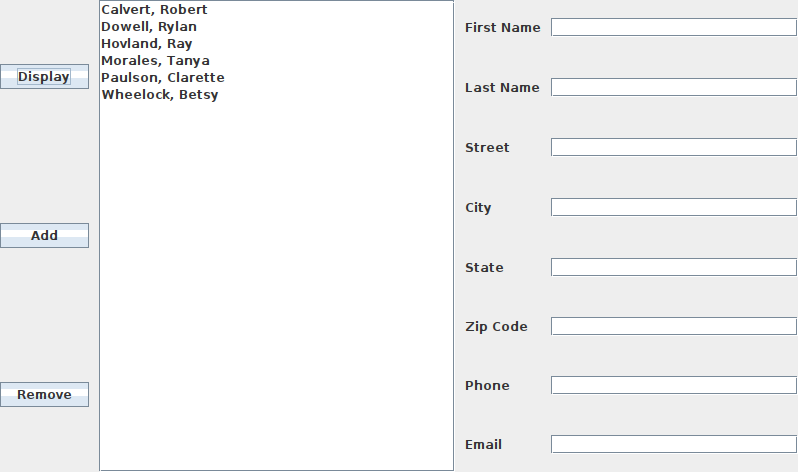 Display
Add
Remove
Calvert, Robert
Dowell, Rylan
Hovland, Ray
Morales, Tanya
Paulson, Clarette
Wheelock, Betsy
First Name
Last Name
Street
City
State
Zip Code
Phone
Email